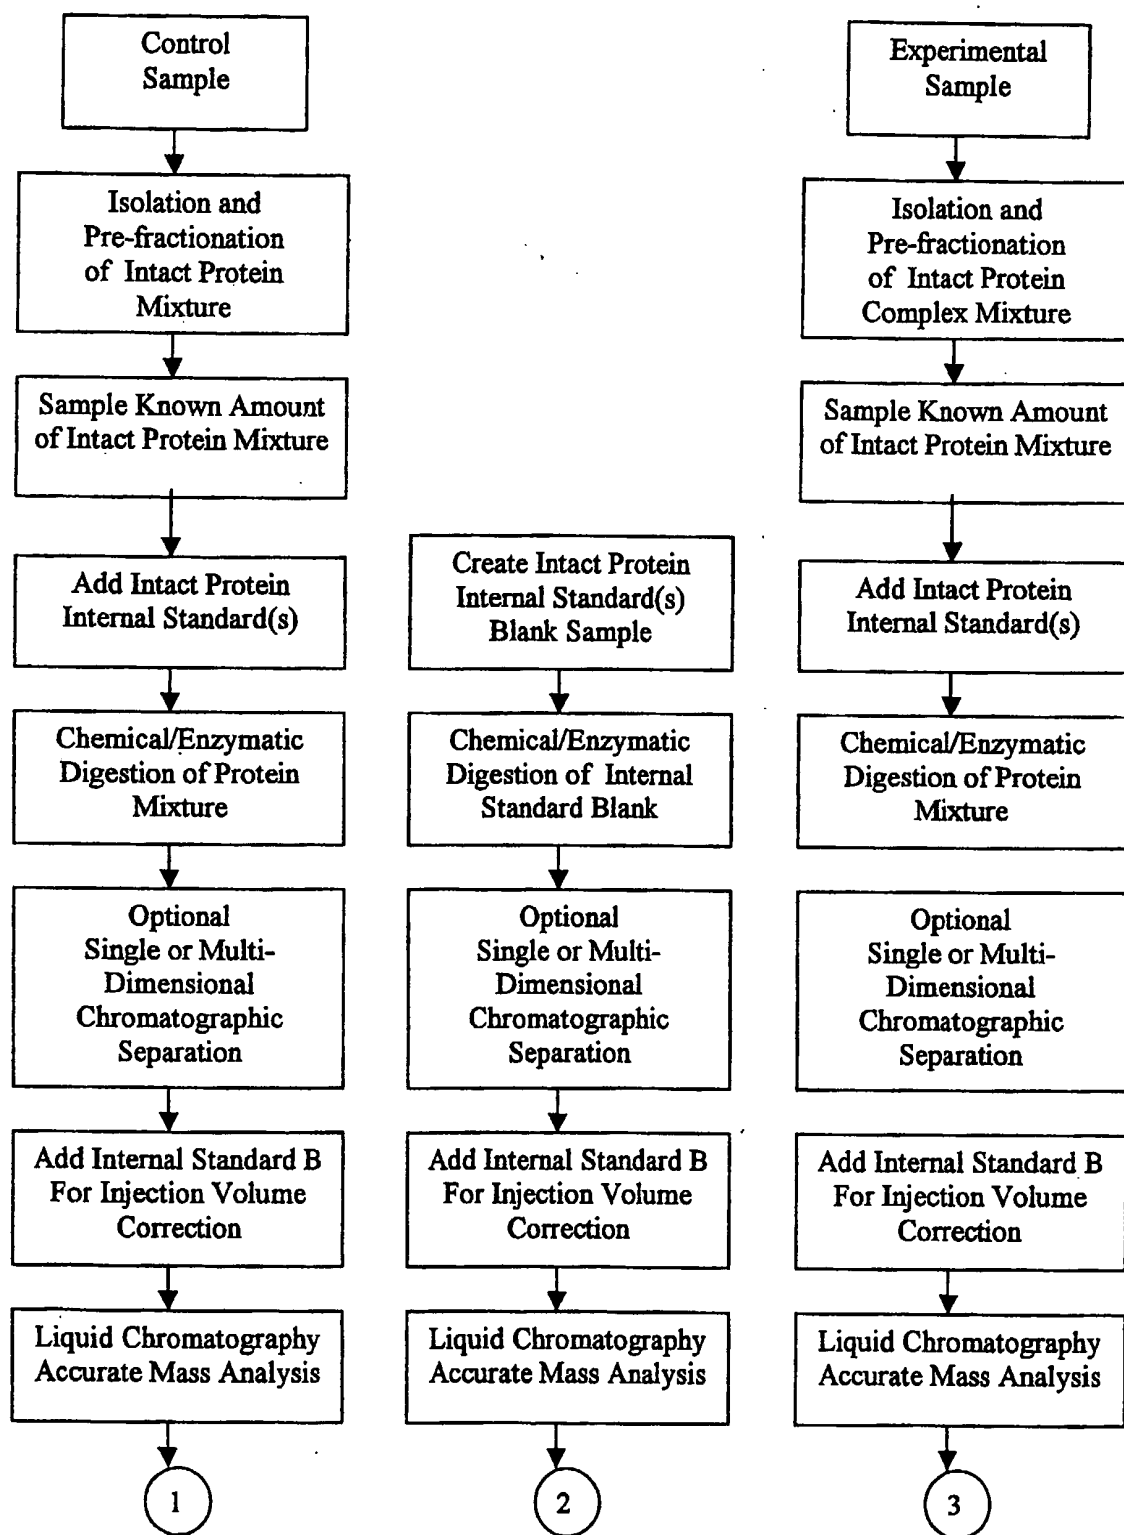 Control
Sample
Isolation and
Pre-fractionation
of Intact Protein
Mixture
Sample Known Amount
of Intact Protein Mixture
Add Intact Protein
Internal Standard(s)
Chemical/Enzymatic
Digestion of Protein
Mixture
Optional
Single or Multi-
Dimensional
Chromatographic
Separation
Add Internal Standard B
For Injection Volume
Correction
Liquid Chromatography
Accurate Mass Analysis
1
Create Intact Protein
Internal Standard(s)
Blank Sample
Chemical/Enzymatic
Digestion of Internal
Standard Blank
Optional
Single or Multi-
Dimensional
Chromatographic
Separation
Add Internal Standard B
For Injection Volume
Correction
Liquid Chromatography
Accurate Mass Analysis
2
Experimental
Sample
Isolation and
Pre-fractionation
of Intact Protein
Complex Mixture
Sample Known Amount
of Intact Protein Mixture
Add Intact Protein
Internal Standard(s)
Chemical/Enzymatic
Digestion of Protein
Mixture
Optional
Single or Multi-
Dimensional
Chromatographic
Separation
Add Internal Standard B
For Injection Volume
Correction
Liquid Chromatography
Accurate Mass Analysis
3